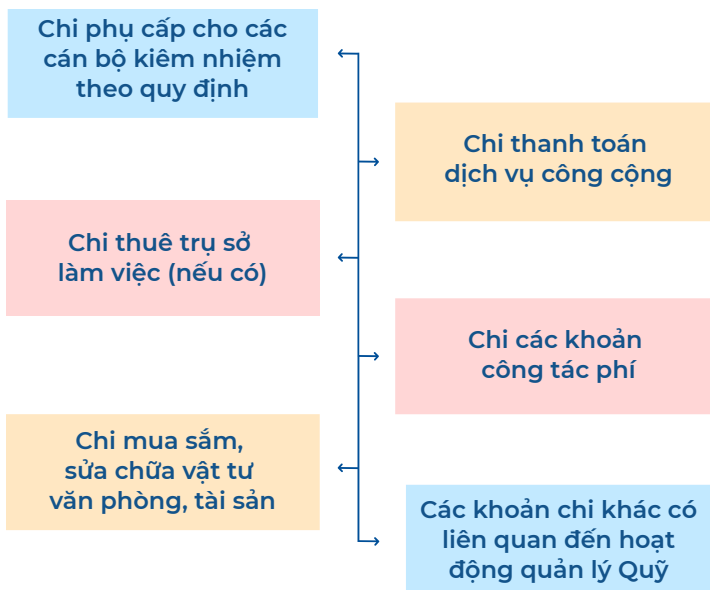 Chi phụ cấp cho các
cán bộ kiêm nhiệm
theo quy định
Chi thanh toán
dịch vụ công cộng
Chi thuê trụ sở
làm việc (nếu có)
Chi các khoản
công tác phí
Chi mua sắm,
sửa chữa vật tư
văn phòng, tài sản
Các khoản chi khác có
liên quan đến hoạt
động quản lý Quỹ